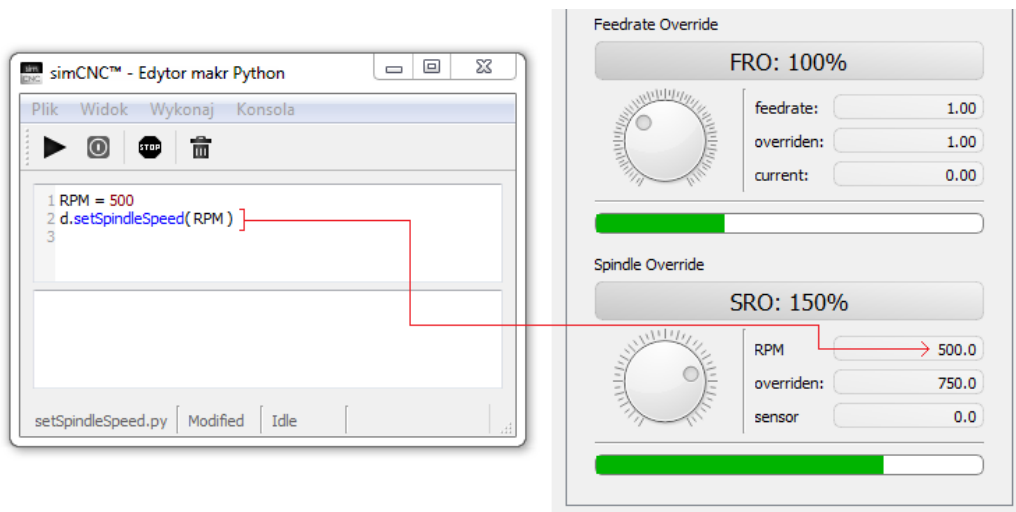 simCNC™ - Edytor makr Python
Plik Widok Wykonaj Konsola
STOP
1 RPM = 500
2 d.setSpindleSpeed( RPM )
3
setSpindleSpeed.py Modified Idle
Feedrate Override
FRO: 100%
feedrate: 1.00
overriden: 1.00
current: 0.00
Spindle Override
SRO: 150%
RPM 500.0
overriden: 750.0
sensor 0.0